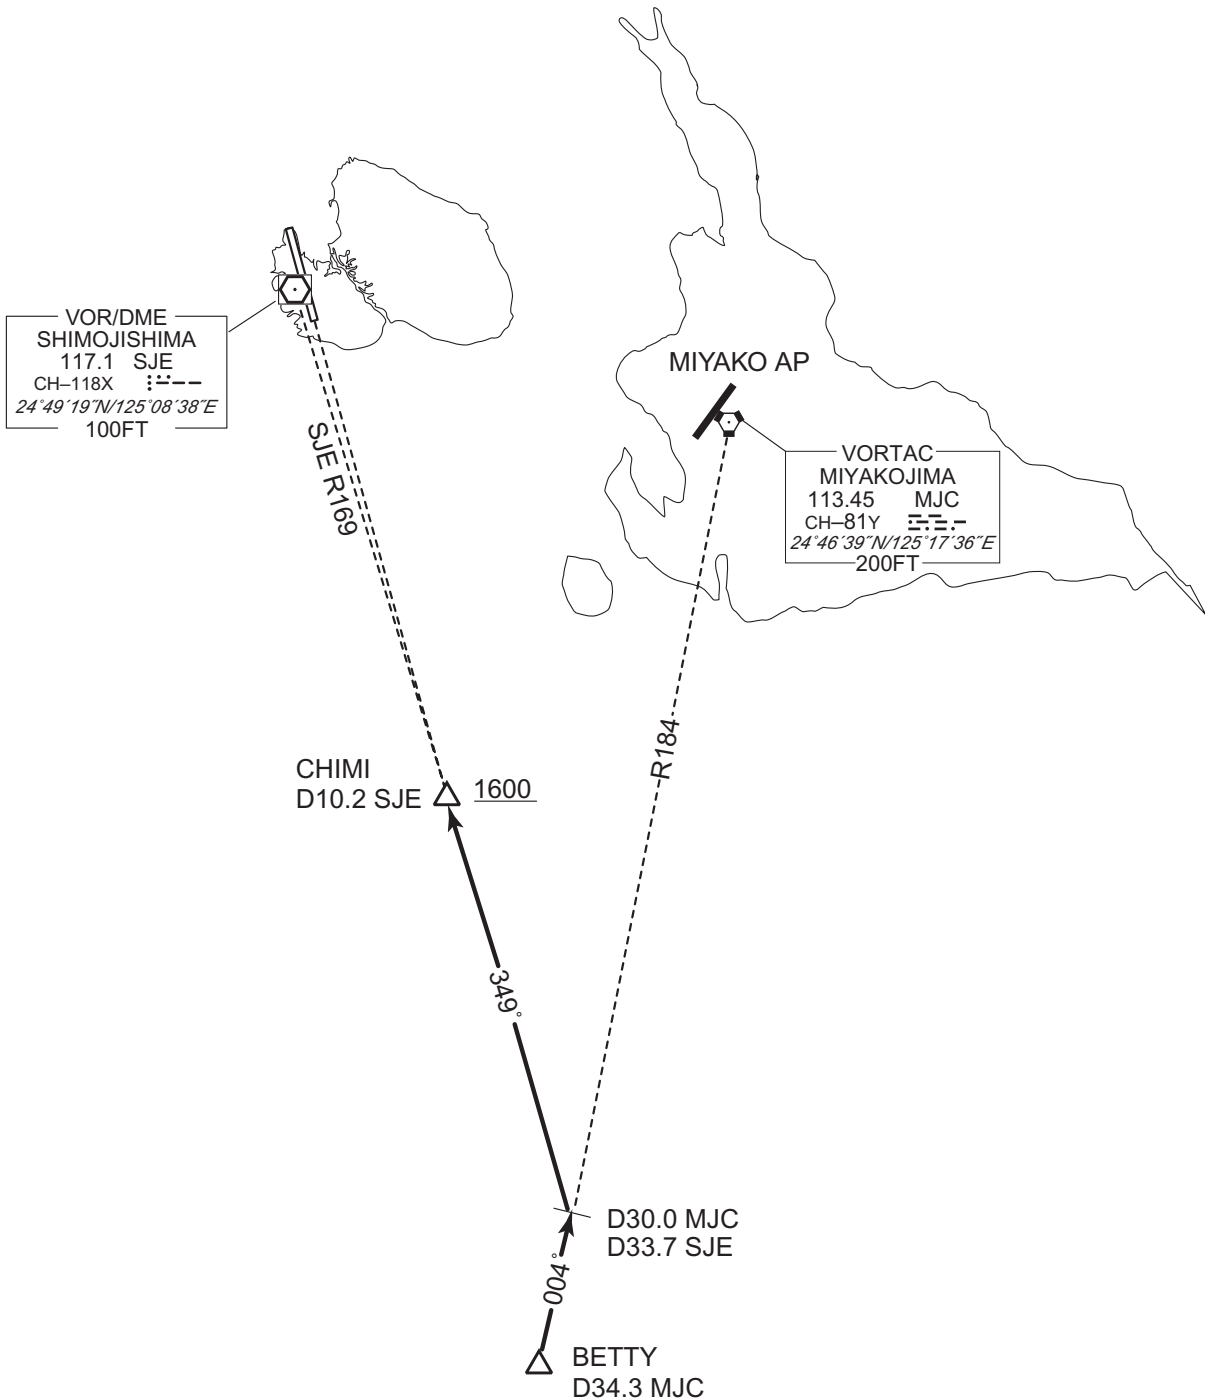 VOR/DME
SHIMOJISHIMA
117.1 SJE
CH–118X
24°49´19˝N/125°08´38˝E
100FT
MIYAKO AP
VORTAC
MIYAKOJIMA
113.45 MJC
CH–81Y
24°46´39˝N/125°17´36˝E
200FT
SJE R169
R184
CHIMI
D10.2 SJE
1600
349°
D30.0 MJC
D33.7 SJE
004°
BETTY
D34.3 MJC